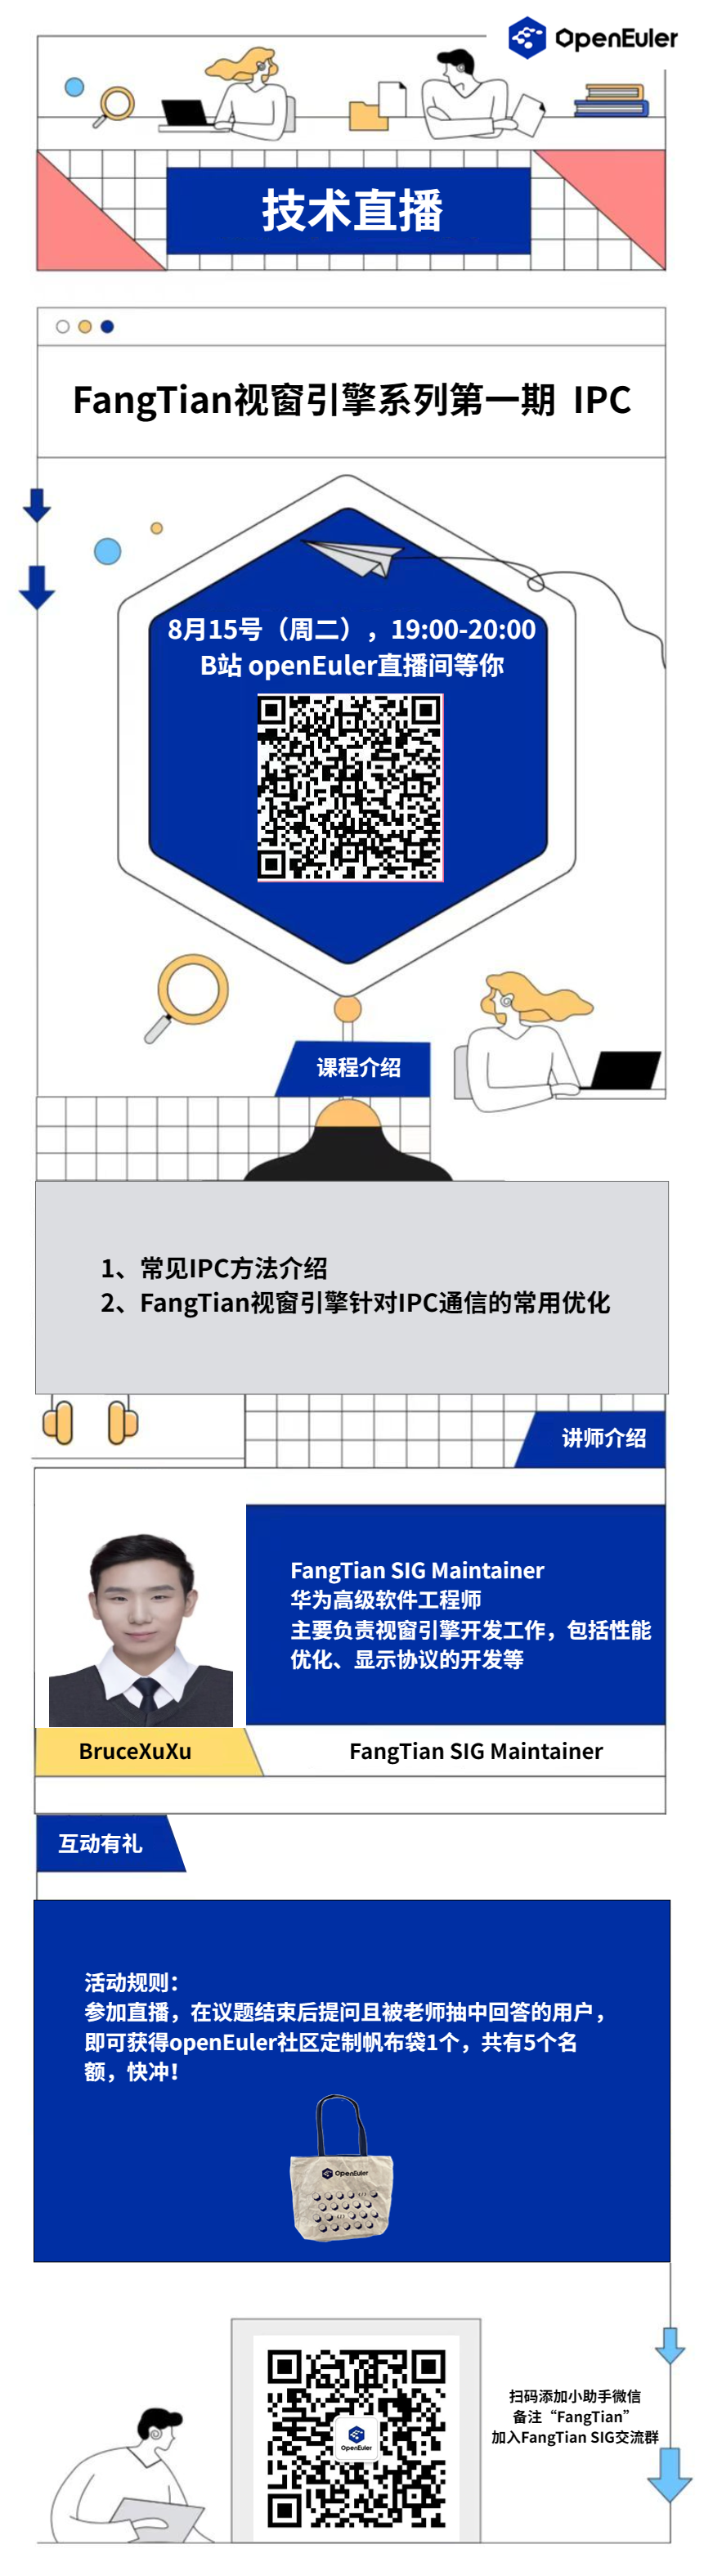 OpenEuler
技术直播
FangTian视窗引擎系列第一期 IPC
8月15号（周二），19:00-20:00
B站 openEuler直播间等你
课程介绍
1、常见IPC方法介绍
2、FangTian视窗引擎针对IPC通信的常用优化
讲师介绍
FangTian SIG Maintainer
华为高级软件工程师
主要负责视窗引擎开发工作，包括性能
优化、显示协议的开发等
BruceXuXu
FangTian SIG Maintainer
互动有礼
活动规则：
参加直播，在议题结束后提问且被老师抽中回答的用户，
即可获得openEuler社区定制帆布袋1个，共有5个名
额，快冲！
OpenEuler
OpenEuler
扫码添加小助手微信
备注“FangTian”
加入FangTian SIG交流群